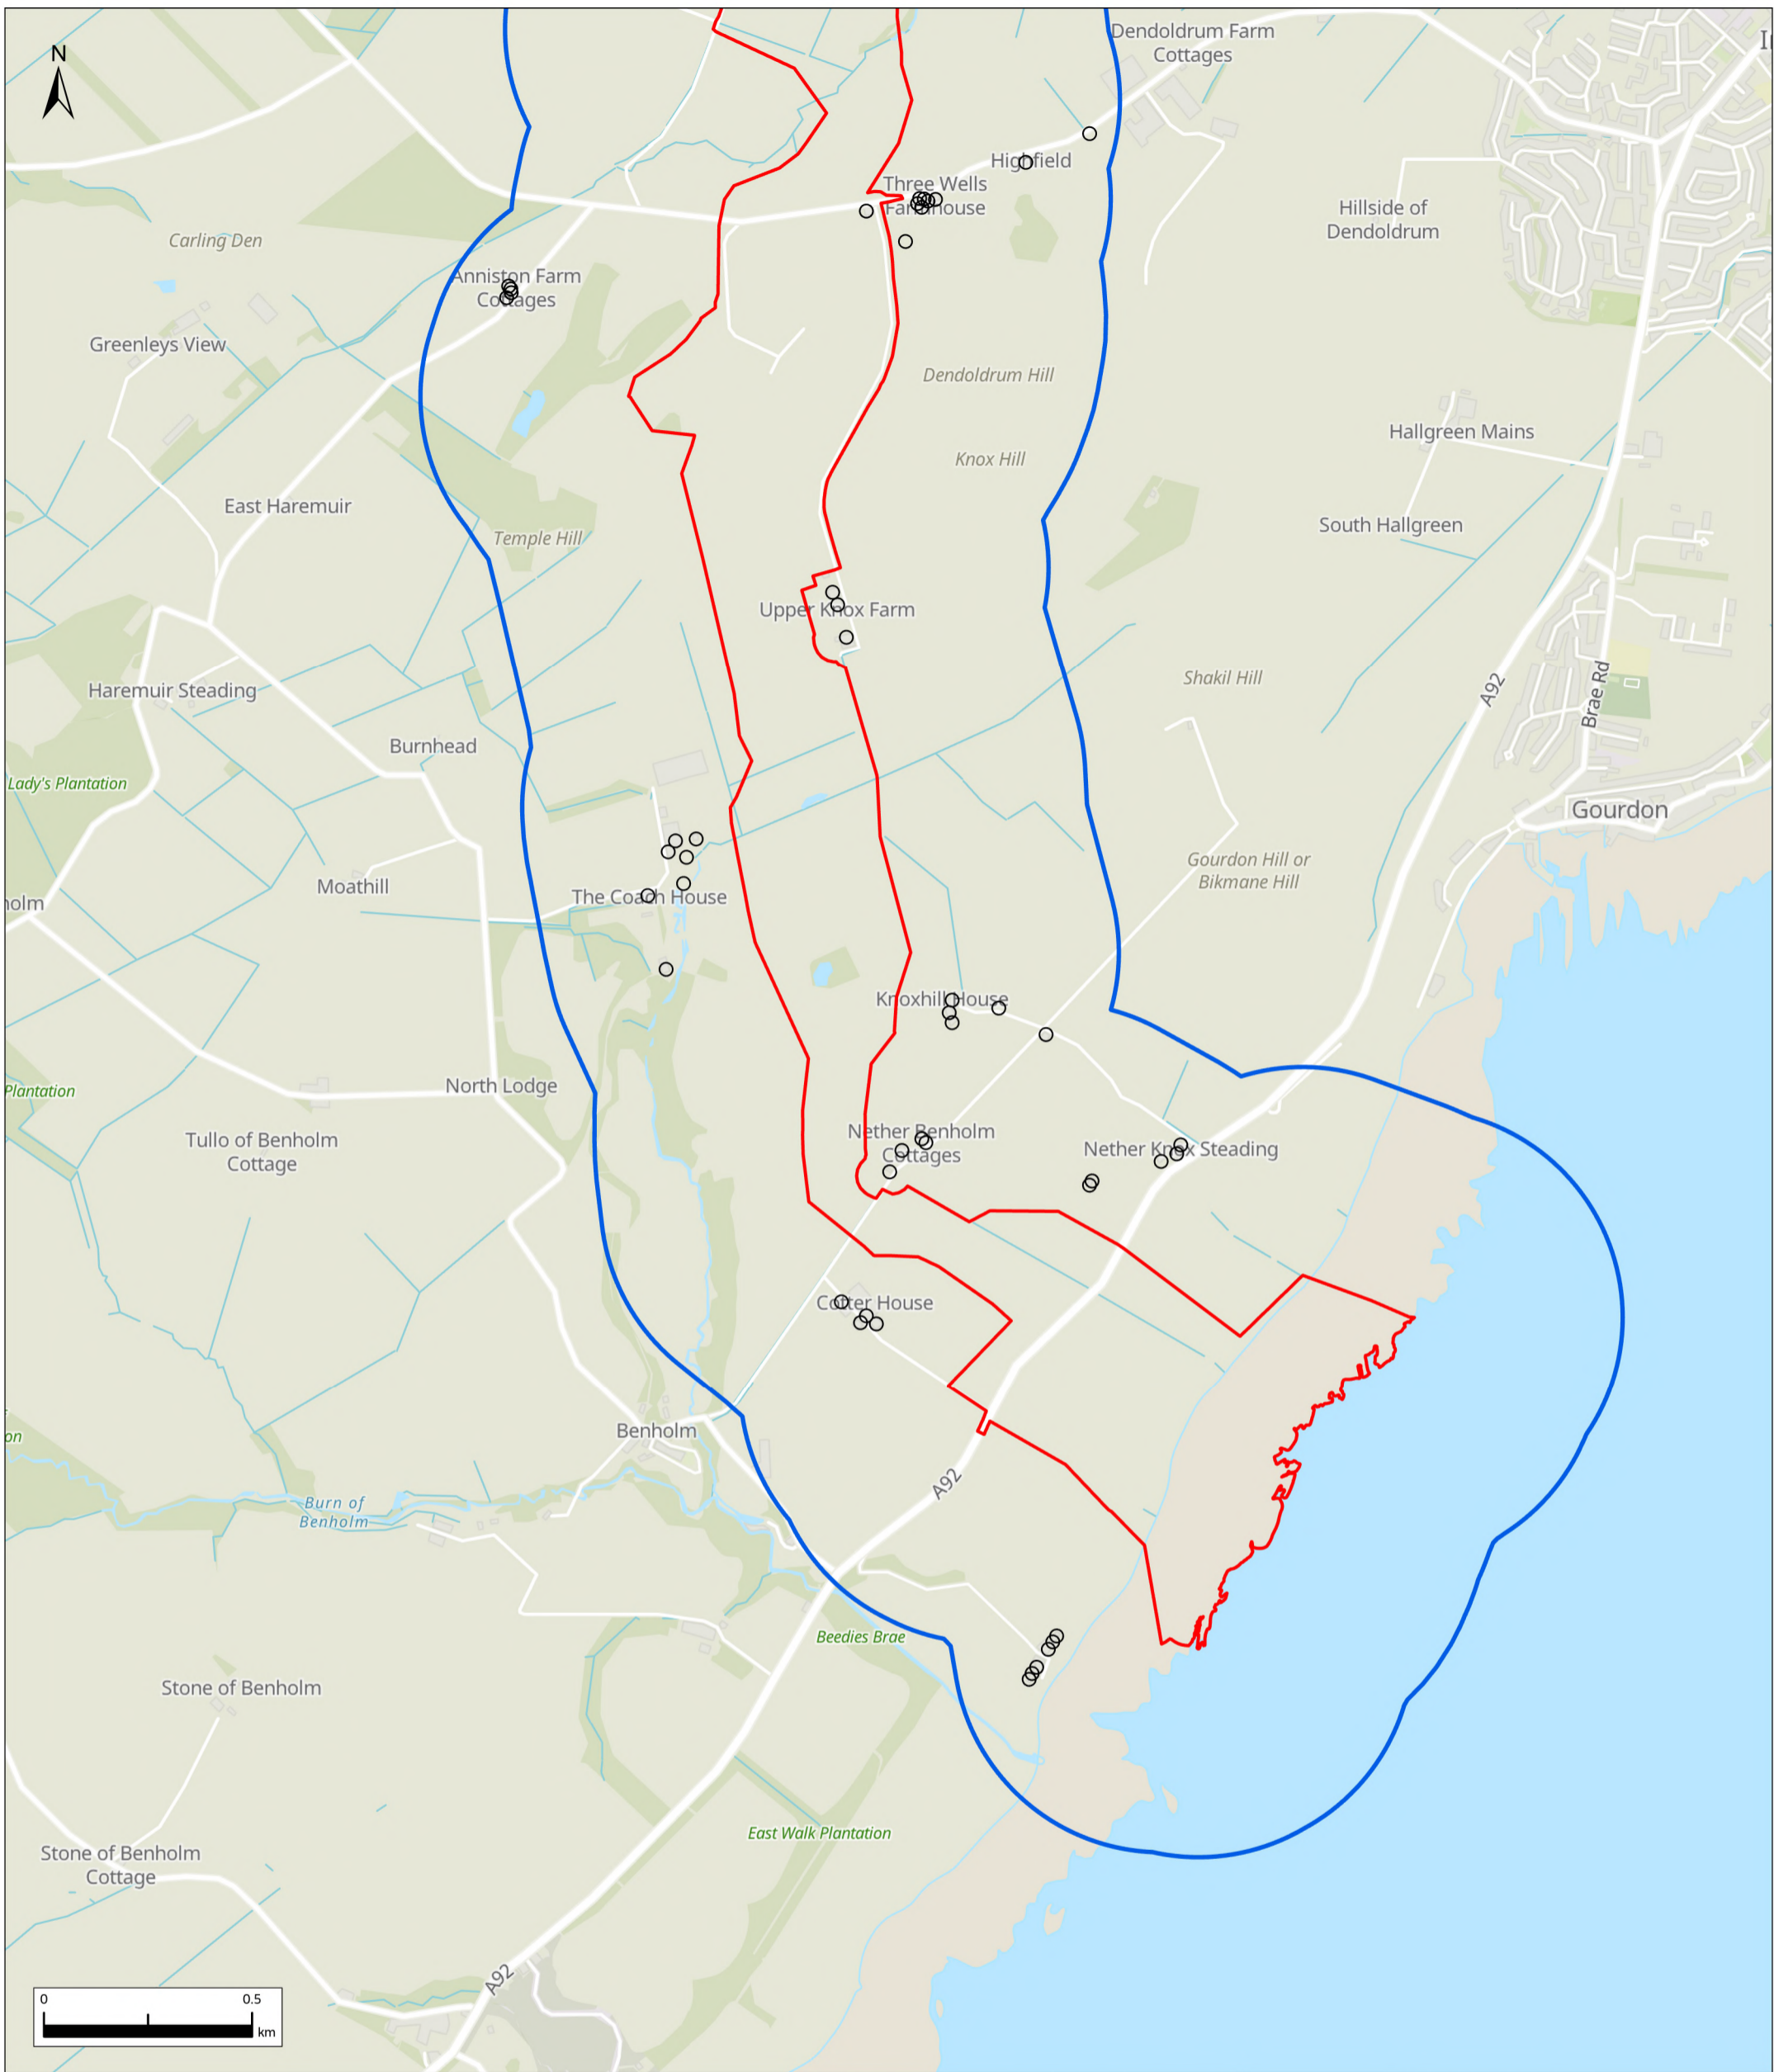 Dendoldrum Farm
Cottages
N
Highfield
Three Wells
Farmhouse
Hillside of
Dendoldrum
Carling Den
Anniston Farm
Cottages
Greenleys View
Dendoldrum Hill
Hallgreen Mains
Knox Hill
East Haremuir
South Hallgreen
Temple Hill
Upper Knox Farm
Shakil Hill
A92
Brae Rd
Haremuir Steading
Burnhead
Lady's Plantation
Gourdon
Gourdon Hill or
Bikmane Hill
Moathill
The Coach House
holm
Knoxhill House
North Lodge
Plantation
Nether Benholm
Cottages
Nether Knox Steading
Tullo of Benholm
Cottage
Cotter House
Benholm
on
A92
Burn of
Benholm
Beedies Brae
Stone of Benholm
East Walk Plantation
Stone of Benholm
Cottage
A92
0 0.5
km